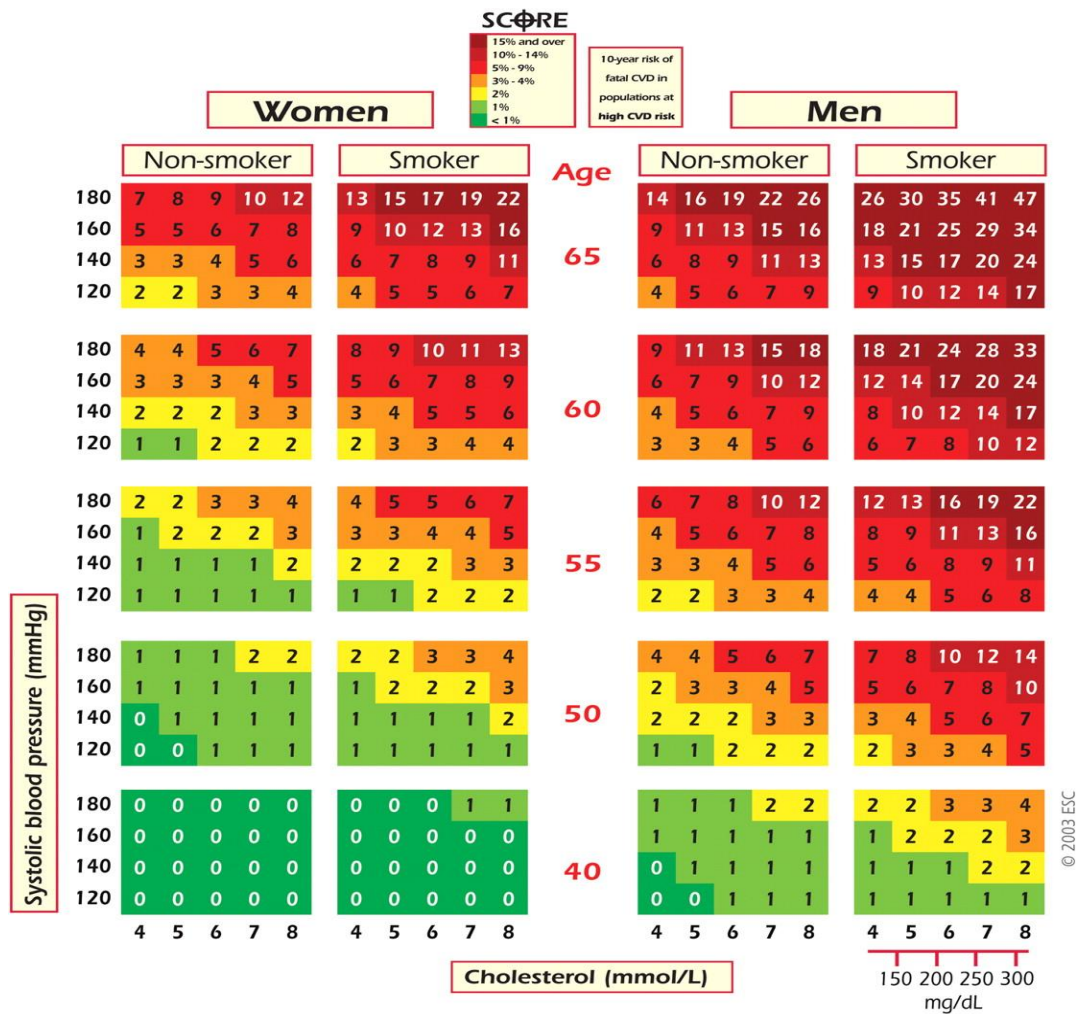 SCORE
15% and over
10% - 14%
5% - 9%
3% - 4%
2%
1%
< 1%
10-year risk of
fatal CVD in
populations at
high CVD risk
Women
Men
Non-smoker Smoker Age Non-smoker Smoker
180 7 8 9 10 12 13 15 17 19 22 14 16 19 22 26 26 30 35 41 47
160 5 5 6 7 8 9 10 12 13 16 9 11 13 15 16 18 21 25 29 34
65
140 3 3 4 5 6 6 7 8 9 11 6 8 9 11 13 13 15 17 20 24
120 2 2 3 3 4 4 5 5 6 7 4 5 6 7 9 9 10 12 14 17
180 4 4 5 6 7 8 9 10 11 13 9 11 13 15 18 18 21 24 28 33
160 3 3 3 4 5 5 6 7 8 9 6 7 9 10 12 12 14 17 20 24
60
140 2 2 2 3 3 3 4 5 5 6 4 5 6 7 9 8 10 12 14 17
120 1 1 2 2 2 2 3 3 4 4 3 3 4 5 6 6 7 8 10 12
180 2 2 3 3 4 4 5 5 6 7 6 7 8 10 12 12 13 16 19 22
160 1 2 2 2 3 3 3 4 4 5 4 5 6 7 8 8 9 11 13 16
55
140 1 1 1 1 2 2 2 2 3 3 3 3 4 5 6 5 6 8 9 11
120 1 1 1 1 1 1 1 2 2 2 2 2 3 3 4 4 4 5 6 8
180 1 1 1 2 2 2 2 3 3 4 4 4 5 6 7 7 8 10 12 14
160 1 1 1 1 1 1 2 2 2 3 2 3 3 4 5 5 6 7 8 10
50
140 0 1 1 1 1 1 1 1 1 2 2 2 2 3 3 3 4 5 6 7
120 0 0 1 1 1 1 1 1 1 1 1 1 2 2 2 2 3 3 4 5
180 0 0 0 0 0 0 0 0 1 1 1 1 1 2 2 2 2 3 3 4
160 0 0 0 0 0 0 0 0 0 0 1 1 1 1 1 1 2 2 2 3
40
140 0 0 0 0 0 0 0 0 0 0 0 1 1 1 1 1 1 1 2 2
120 0 0 0 0 0 0 0 0 0 0 0 0 1 1 1 1 1 1 1 1
4 5 6 7 8 4 5 6 7 8 4 5 6 7 8 4 5 6 7 8
150 200 250 300
mg/dL
Cholesterol (mmol/L)
Systolic blood pressure (mmHg)
© 2003 ESC